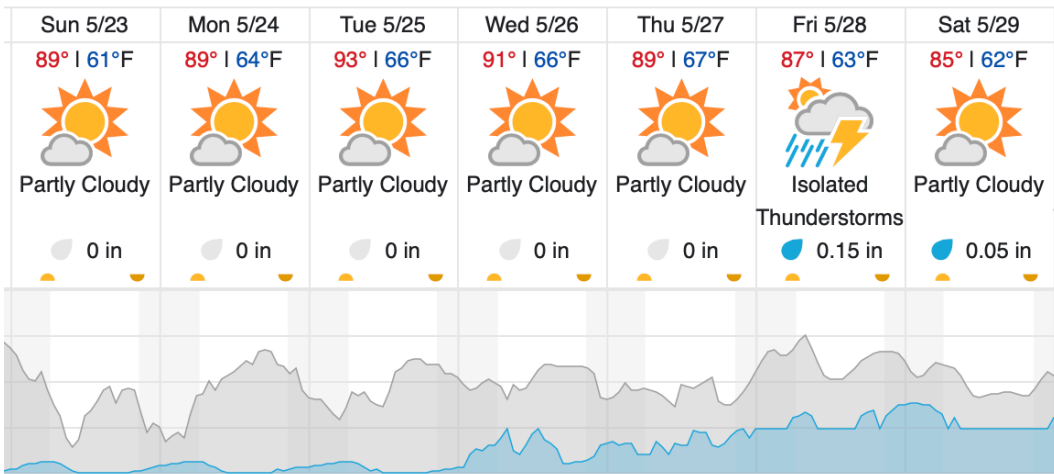 Sun 5/23 Mon 5/24 Tue 5/25 Wed 5/26 Thu 5/27 Fri 5/28 Sat 5/29
89° | 61°F 89° | 64°F 93° | 66°F 91° | 66°F 89° | 67°F 87° | 63°F 85° | 62°F
Partly Cloudy Partly Cloudy Partly Cloudy Partly Cloudy Partly Cloudy Isolated Partly Cloudy
Thunderstorms
0 in 0 in 0 in 0 in 0 in 0.15 in 0.05 in